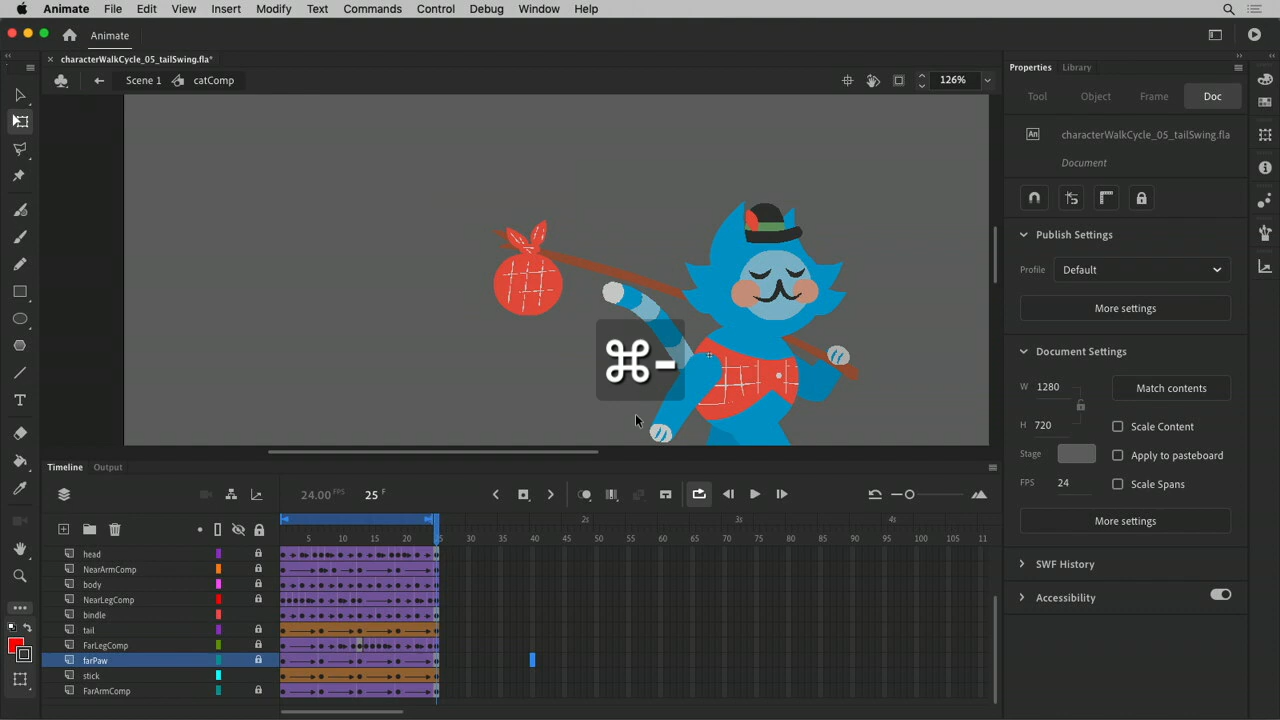 Animate File Edit View Insert Modify Text Commands Control Debug Window Help
Animate
characterWalkCycle_05_tailSwing.fla*
Scene 1 catComp 126%
Properties Library
Tool Object Frame Doc
An characterWalkCycle_05_tailSwing.fla
Document
Publish Settings
Profile Default
More settings
Document Settings
W 1280 Match contents
H 720 Scale Content
Stage Apply to pasteboard
FPS 24 Scale Spans
More settings
SWF History
Accessibility
⌘-
Timeline Output
24.00 FPS 25 F
2s 3s 4s
5 10 15 20 25 30 35 40 45 50 55 60 65 70 75 80 85 90 95 100 105 11
head
NearArmComp
body
NearLegComp
bindle
tail
FarLegComp
farPaw
stick
FarArmComp